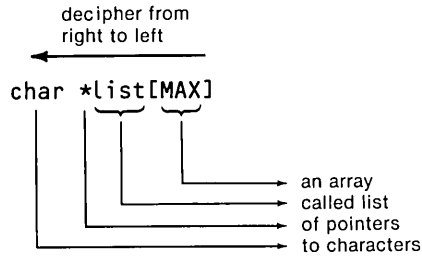 decipher from
right to left
char *list[MAX]
an array
called list
of pointers
to characters